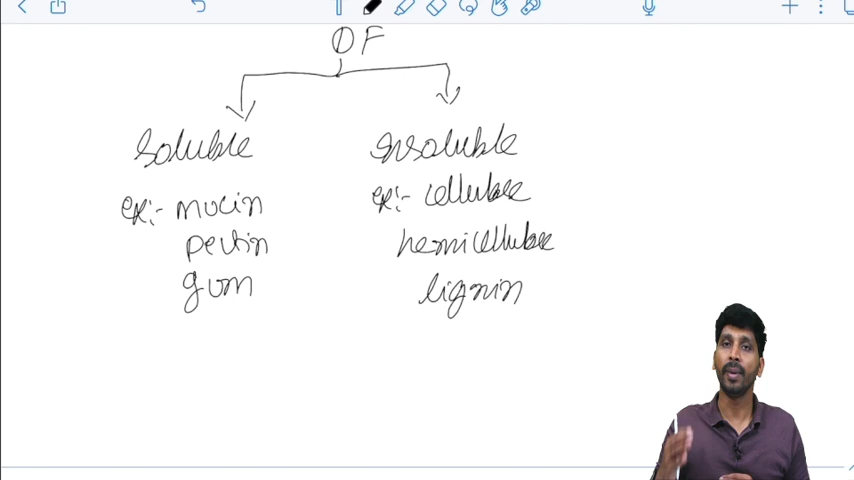 DF
Soluble
Insoluble
ex:- mucin
pectin
gum
ex:- cellulose
hemicellulose
lignin